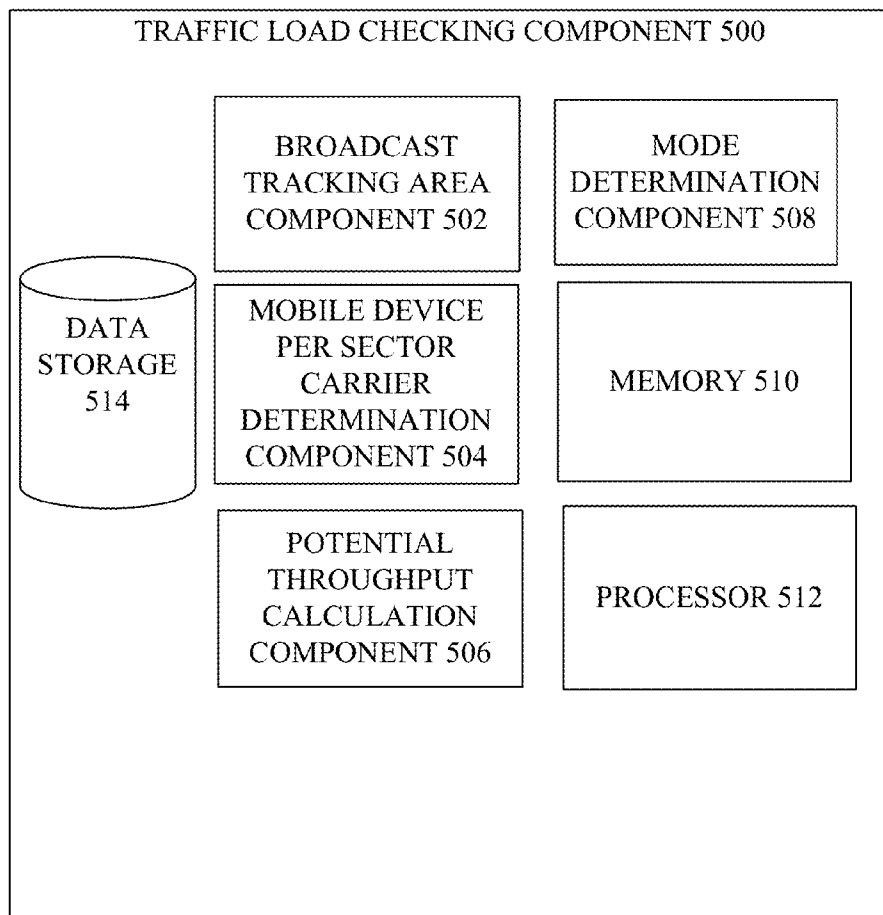 TRAFFIC LOAD CHECKING COMPONENT 500
BROADCAST
TRACKING AREA
COMPONENT 502
MODE
DETERMINATION
COMPONENT 508
DATA
STORAGE
514
MOBILE DEVICE
PER SECTOR
CARRIER
DETERMINATION
COMPONENT 504
MEMORY 510
POTENTIAL
THROUGHPUT
CALCULATION
COMPONENT 506
PROCESSOR 512